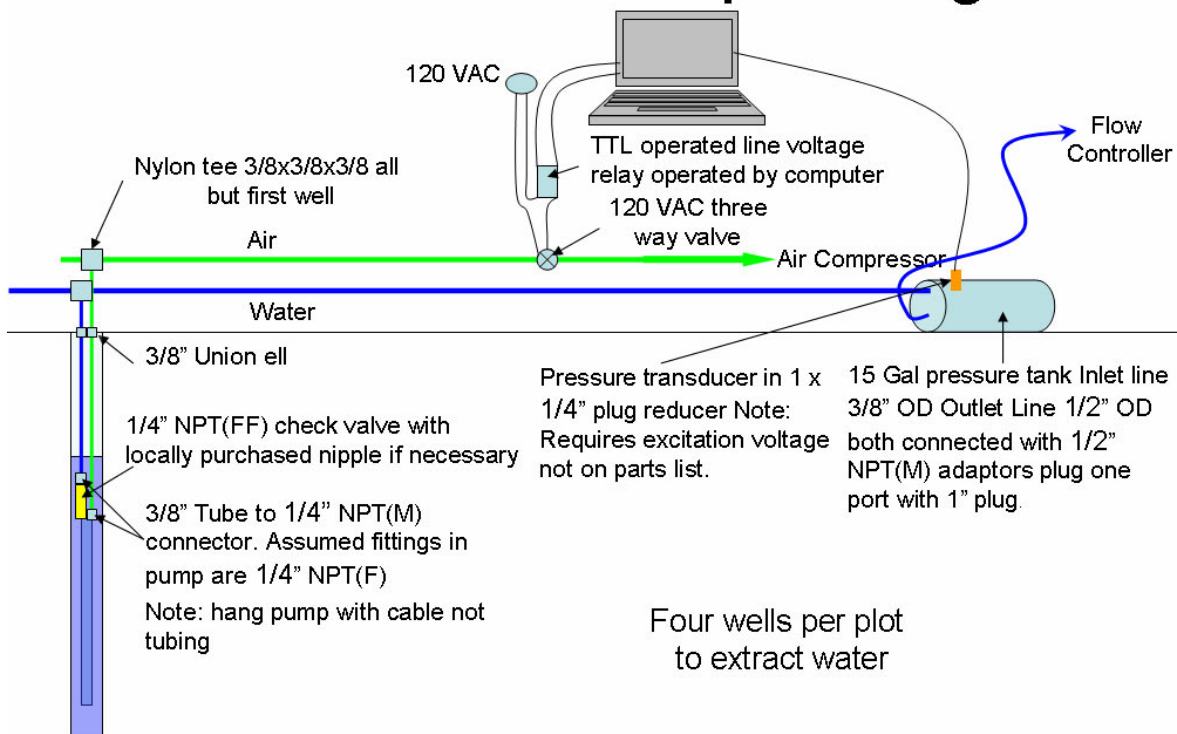 120 VAC
TTL operated line voltage
relay operated by computer
Flow
Controller
Nylon tee 3/8x3/8x3/8 all
but first well
120 VAC three
way valve
Air
Air Compressor
Water
3/8” Union ell
1/4” NPT(FF) check valve with
locally purchased nipple if necessary
3/8” Tube to 1/4” NPT(M)
connector. Assumed fittings in
pump are 1/4” NPT(F)
Note: hang pump with cable not
tubing
Pressure transducer in 1 x
1/4” plug reducer Note:
Requires excitation voltage
not on parts list.
15 Gal pressure tank Inlet line
3/8” OD Outlet Line 1/2” OD
both connected with 1/2”
NPT(M) adaptors plug one
port with 1” plug.
Four wells per plot
to extract water